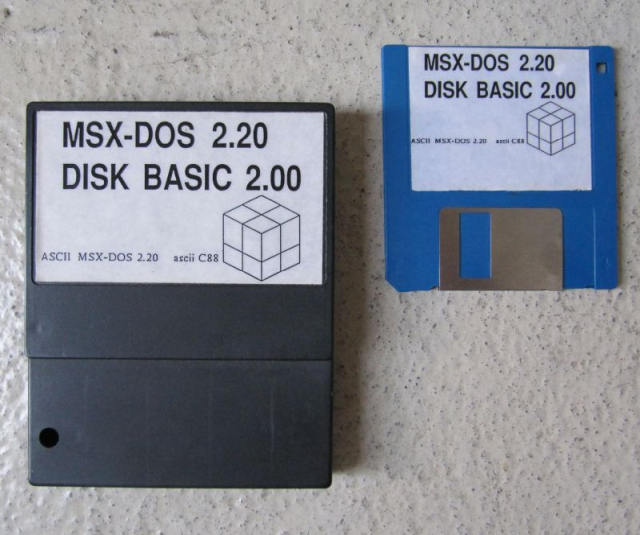 MSX-DOS 2.20
DISK BASIC 2.00
ASCII MSX-DOS 2.20 ascii C88
MSX-DOS 2.20
DISK BASIC 2.00
ASCII MSX-DOS 2.20 ascii C88